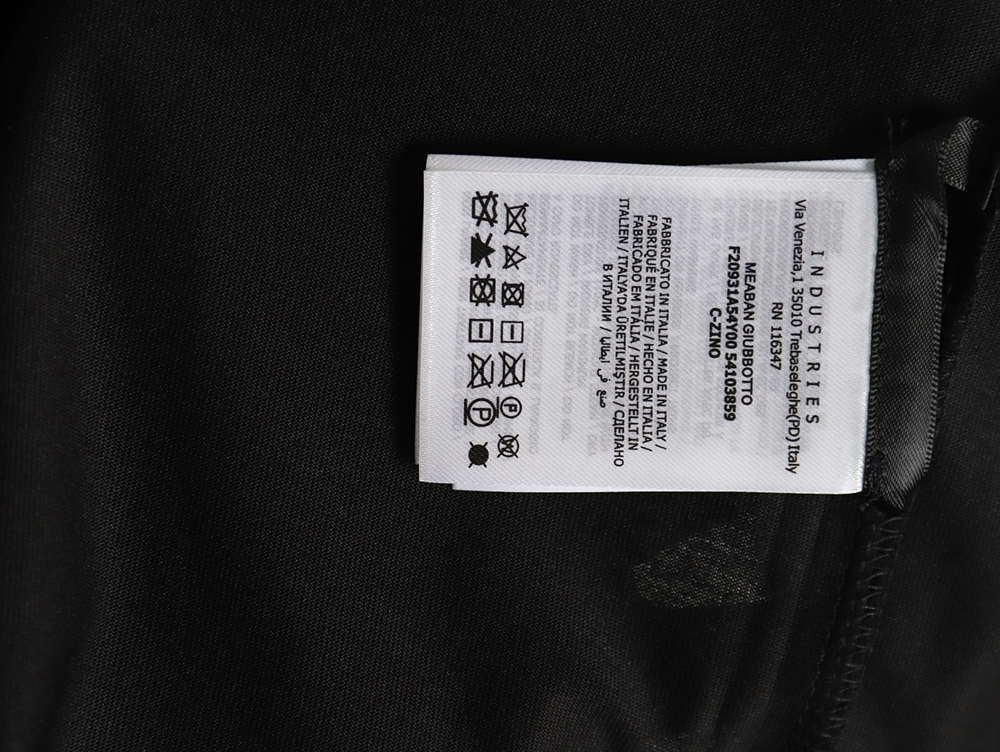 INDUSTRIES
Via Venezia,1 35010 Trebaseleghe(PD) Italy
RN 116347
MEABAN GIUBBOTTO
F20931A54Y00 54103859
C-ZINO
FABBRICATO IN ITALIA / MADE IN ITALY /
FABRIQUÉ EN ITALIE / HECHO EN ITALIA /
FABRICADO EM ITÁLIA / HERGESTELLT IN
ITALIEN / ITALYA'DA ÜRETILMIŞTIR / СДЕЛАНО
В ИТАЛИИ / صنع في ايطاليا
P
P